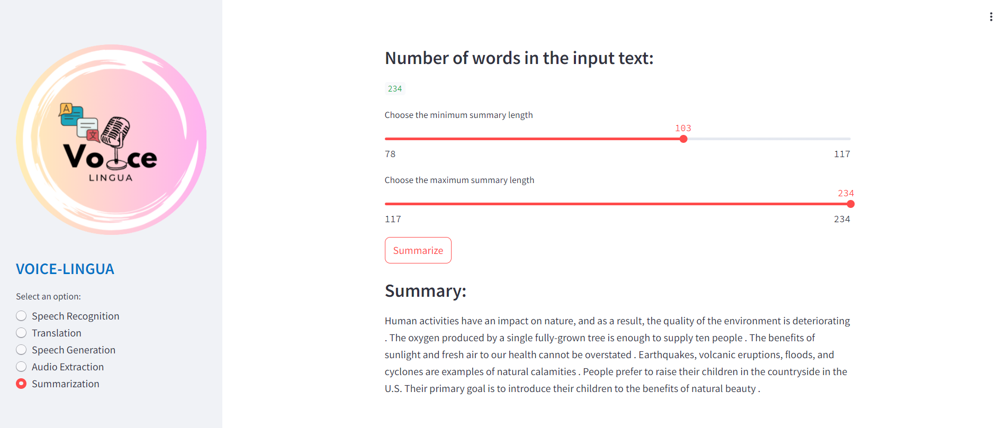 A
文
Voice
LINGUA
VOICE-LINGUA
Select an option:
Speech Recognition
Translation
Speech Generation
Audio Extraction
Summarization
Number of words in the input text:
234
Choose the minimum summary length
103
78 117
Choose the maximum summary length
234
117 234
Summarize
Summary:
Human activities have an impact on nature, and as a result, the quality of the environment is deteriorating
. The oxygen produced by a single fully-grown tree is enough to supply ten people . The benefits of
sunlight and fresh air to our health cannot be overstated . Earthquakes, volcanic eruptions, floods, and
cyclones are examples of natural calamities . People prefer to raise their children in the countryside in the
U.S. Their primary goal is to introduce their children to the benefits of natural beauty .